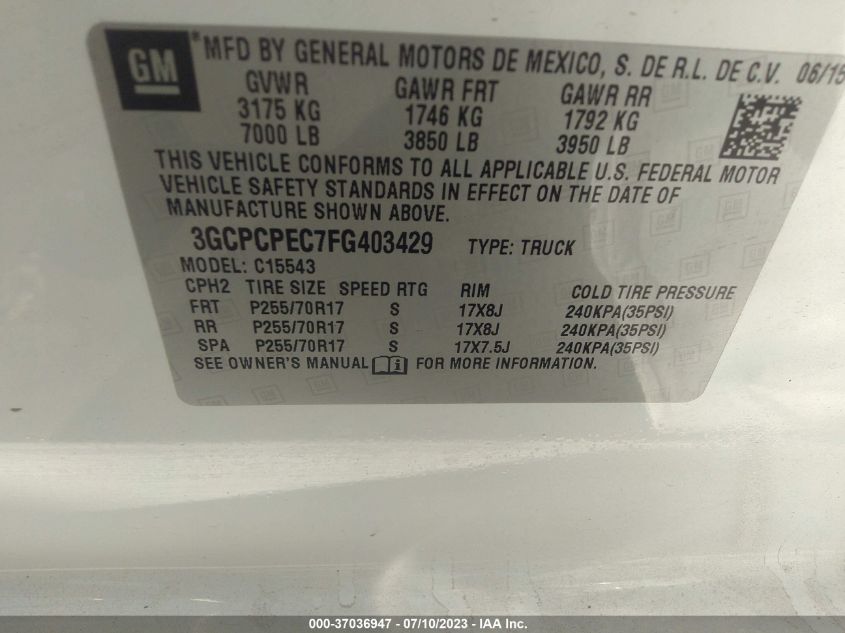 GM
*MFD BY GENERAL MOTORS DE MEXICO, S. DE R.L. DE C.V. 06/15
GVWR GAWR FRT GAWR RR
3175 KG 1746 KG 1792 KG
7000 LB 3850 LB 3950 LB
THIS VEHICLE CONFORMS TO ALL APPLICABLE U.S. FEDERAL MOTOR
VEHICLE SAFETY STANDARDS IN EFFECT ON THE DATE OF
MANUFACTURE SHOWN ABOVE.
3GCPCPEC7FG403429 TYPE: TRUCK
MODEL: C15543
CPH2 TIRE SIZE SPEED RTG RIM COLD TIRE PRESSURE
FRT P255/70R17 S 17X8J 240KPA(35PSI)
RR P255/70R17 S 17X8J 240KPA(35PSI)
SPA P255/70R17 S 17X7.5J 240KPA(35PSI)
SEE OWNER'S MANUAL FOR MORE INFORMATION.
000-37036947 - 07/10/2023 - © IAA Inc.